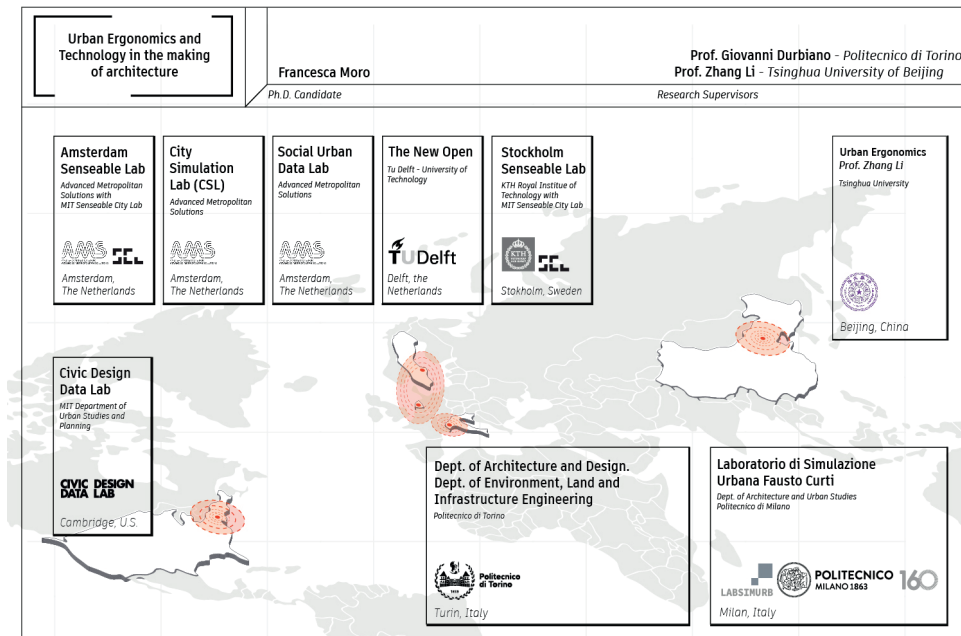 Urban Ergonomics and
Technology in the making
of architecture
Francesca Moro
Ph.D. Candidate
Prof. Giovanni Durbiano - Politecnico di Torino
Prof. Zhang Li - Tsinghua University of Beijing
Research Supervisors
Amsterdam
Senseable Lab
Advanced Metropolitan
Solutions with
MIT Senseable City Lab
AMS
SCL
Amsterdam,
The Netherlands
City
Simulation
Lab (CSL)
Advanced Metropolitan
Solutions
AMS
Amsterdam,
The Netherlands
Social Urban
Data Lab
Advanced Metropolitan
Solutions
AMS
Amsterdam,
The Netherlands
The New Open
Tu Delft - University of
Technology
TUDelft
Delft, the
Netherlands
Stockholm
Senseable Lab
KTH Royal Institue of
Technology with
MIT Senseable City Lab
KTH
SCL
Stokholm, Sweden
Urban Ergonomics
Prof. Zhang Li
Tsinghua University
Beijing, China
Civic Design
Data Lab
MIT Department of
Urban Studies and
Planning
CIVIC DESIGN
DATA LAB
Cambridge, U.S.
Dept. of Architecture and Design.
Dept. of Environment, Land and
Infrastructure Engineering
Politecnico di Torino
Politecnico
di Torino
Turin, Italy
Laboratorio di Simulazione
Urbana Fausto Curti
Dept. of Architecture and Urban Studies
Politecnico di Milano
LABSIMURB
POLITECNICO
MILANO 1863
160
Milan, Italy